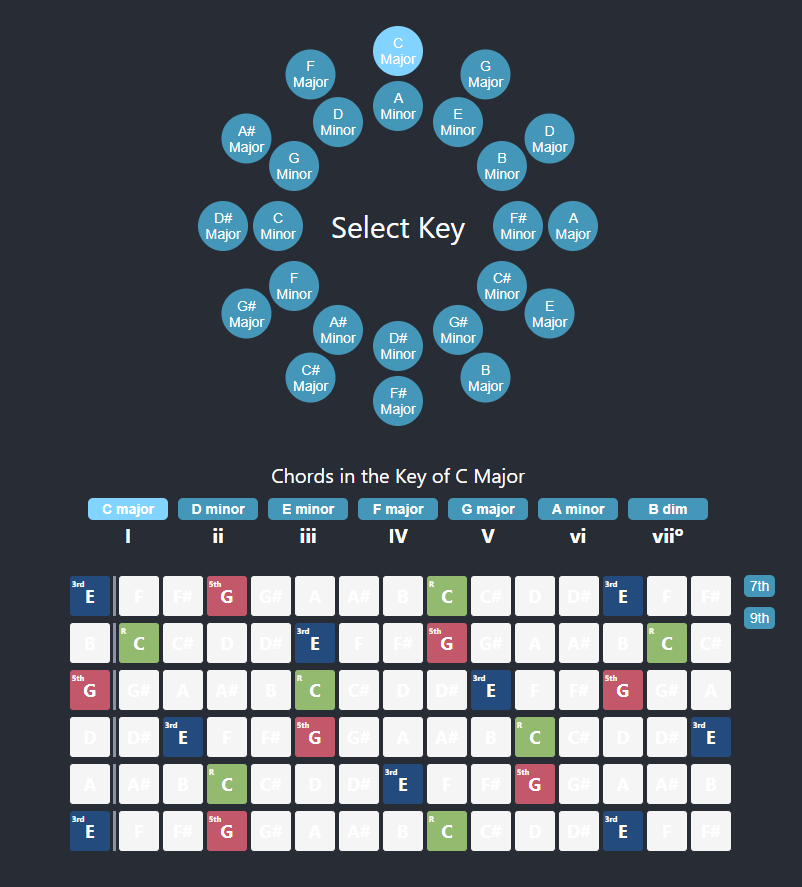 C
Major
F
Major
G
Major
A
Minor
D
Minor
E
Minor
A#
Major
D
Major
G
Minor
B
Minor
D#
Major
C
Minor
Select Key
F#
Minor
A
Major
F
Minor
C#
Minor
G#
Major
E
Major
A#
Minor
G#
Minor
D#
Minor
C#
Major
B
Major
F#
Major
Chords in the Key of C Major
C major D minor E minor F major G major A minor B dim
I ii iii IV V vi viiº
3rd 5th R 3rd
E F F# G G# A A# B C C# D D# E F F# 7th
9th
R 3rd 5th R
B C C# D D# E F F# G G# A A# B C C#
5th R 3rd 5th
G G# A A# B C C# D D# E F F# G G# A
3rd 5th R 3rd
D D# E F F# G G# A A# B C C# D D# E
R 3rd 5th
A A# B C C# D D# E F F# G G# A A# B
3rd 5th R 3rd
E F F# G G# A A# B C C# D D# E F F#